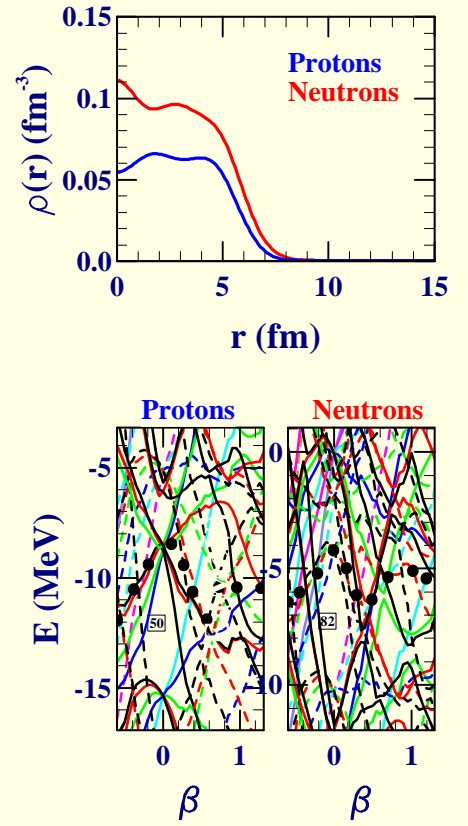 0.15
0.1
0.05
0.0
ρ(r) (fm-3)
Protons
Neutrons
0 5 10 15
r (fm)
Protons Neutrons
-5
-10
-15
E (MeV)
50
0
-5
-10
82
0 1 0 1
β β